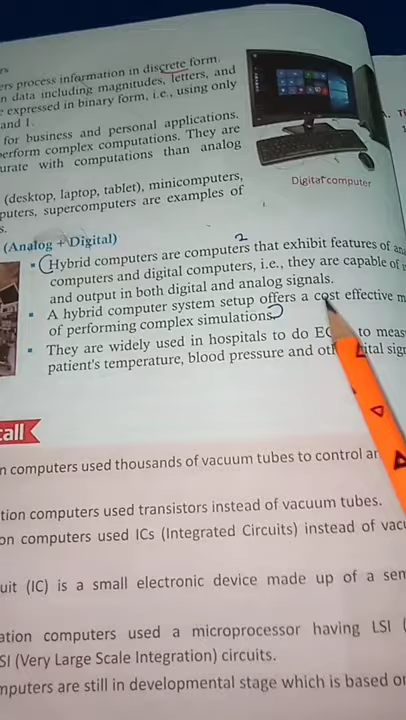 rs
ers process information in discrete form.
n data including magnitudes, letters, and
e expressed in binary form, i.e., using only
and 1.
for business and personal applications.
perform complex computations. They are
urate with computations than analog
(desktop, laptop, tablet), minicomputers,
puters, supercomputers are examples of
s.
Digital computer
(Analog + Digital)
2
▪ (Hybrid computers are computers that exhibit features of
computers and digital computers, i.e., they are capable of
and output in both digital and analog signals.
▪ A hybrid computer system setup offers a cost effective m
of performing complex simulations.
▪ They are widely used in hospitals to do to meas
patient's temperature, blood pressure and ital sign
call
n computers used thousands of vacuum tubes to control an
tion computers used transistors instead of vacuum tubes.
on computers used ICs (Integrated Circuits) instead of vacu
uit (IC) is a small electronic device made up of a sem
ation computers used a microprocessor having LSI (
SI (Very Large Scale Integration) circuits.
mputers are still in developmental stage which is based on